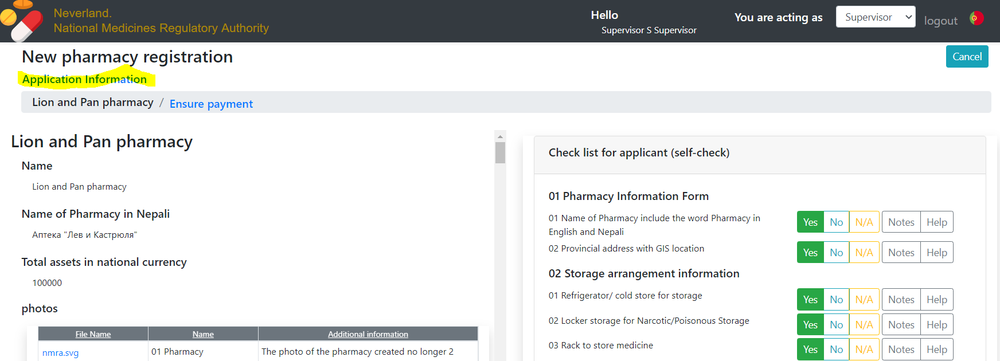 Neverland.
National Medicines Regulatory Authority
Hello
Supervisor S Supervisor
You are acting as
Supervisor
logout
New pharmacy registration
Cancel
Application Information
Lion and Pan pharmacy / Ensure payment
Lion and Pan pharmacy
Name
Lion and Pan pharmacy
Name of Pharmacy in Nepali
Аптека "Лев и Кастрюля"
Total assets in national currency
100000
photos
File Name Name Additional information
nmra.svg 01 Pharmacy The photo of the pharmacy created no longer 2
Check list for applicant (self-check)
01 Pharmacy Information Form
01 Name of Pharmacy include the word Pharmacy in
English and Nepali
Yes No N/A Notes Help
02 Provincial address with GIS location
Yes No N/A Notes Help
02 Storage arrangement information
01 Refrigerator/ cold store for storage
Yes No N/A Notes Help
02 Locker storage for Narcotic/Poisonous Storage
Yes No N/A Notes Help
03 Rack to store medicine
Yes No N/A Notes Help